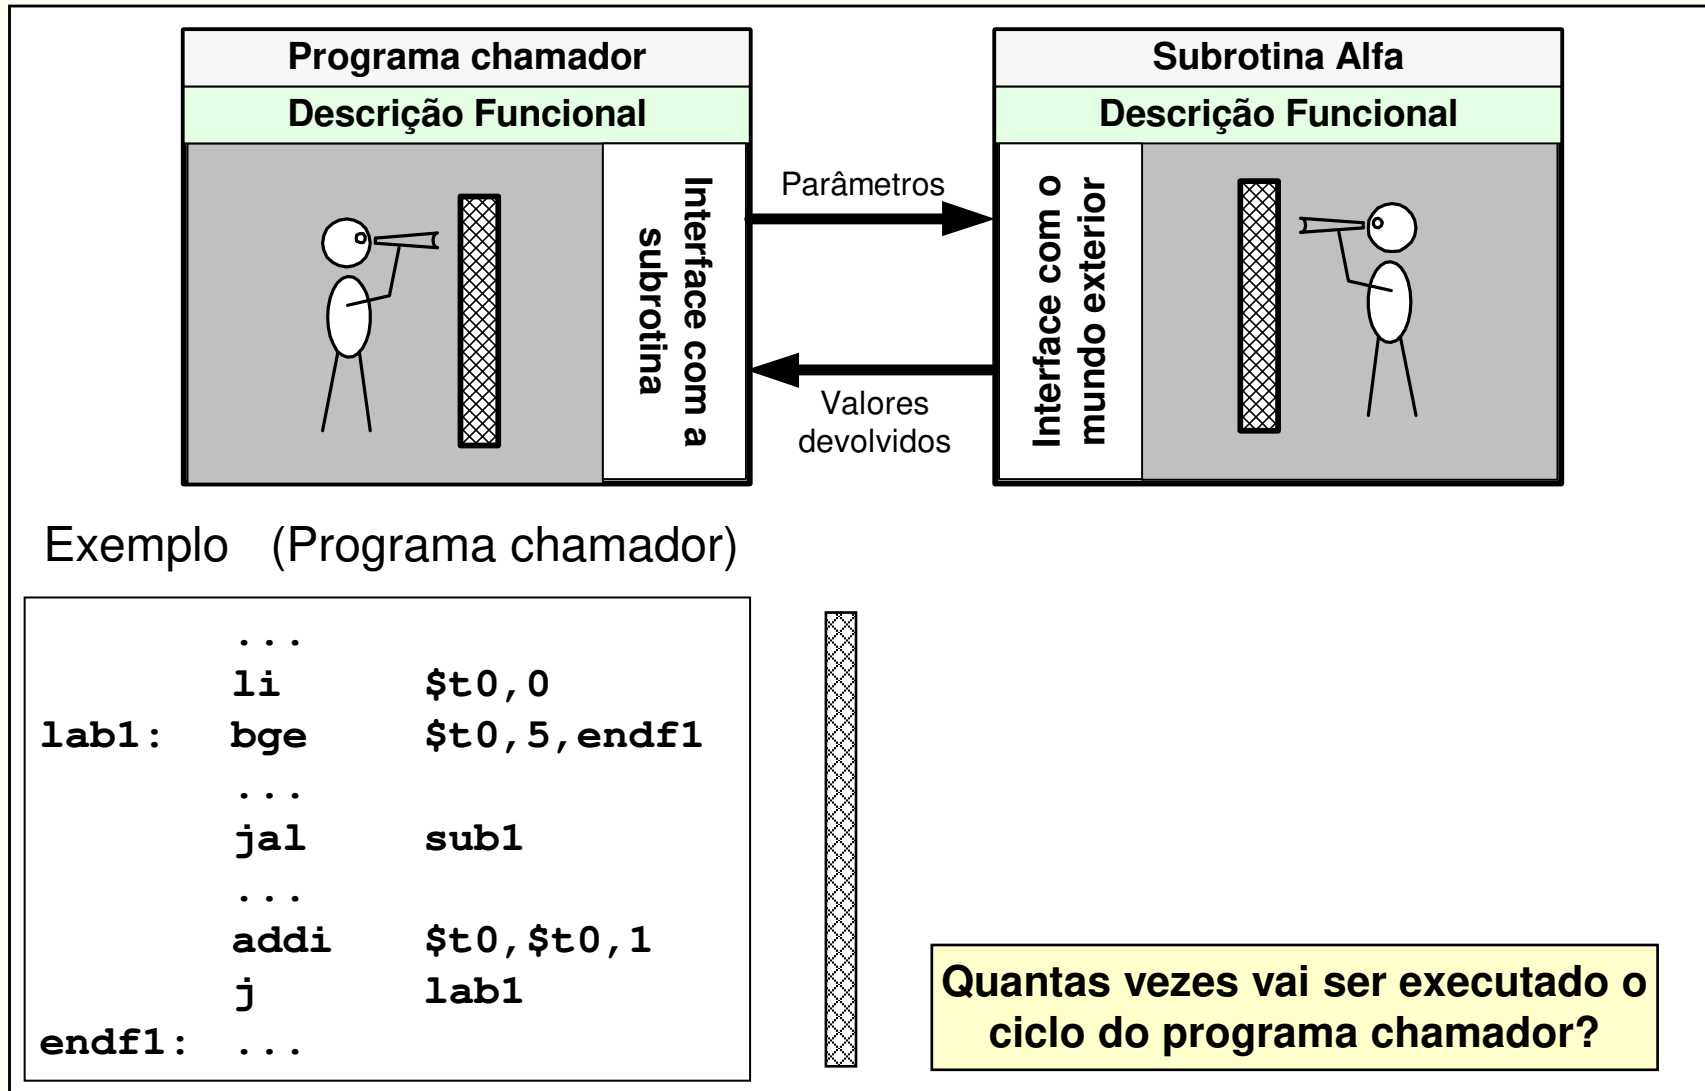 Programa chamador
Descrição Funcional
Interface com a
subrotina
Parâmetros
Valores
devolvidos
Subrotina Alfa
Descrição Funcional
Interface com o
mundo exterior
Exemplo (Programa chamador)
...
li $t0,0
lab1: bge $t0,5,endf1
...
jal sub1
...
addi $t0,$t0,1
j lab1
endf1: ...
Quantas vezes vai ser executado o
ciclo do programa chamador?